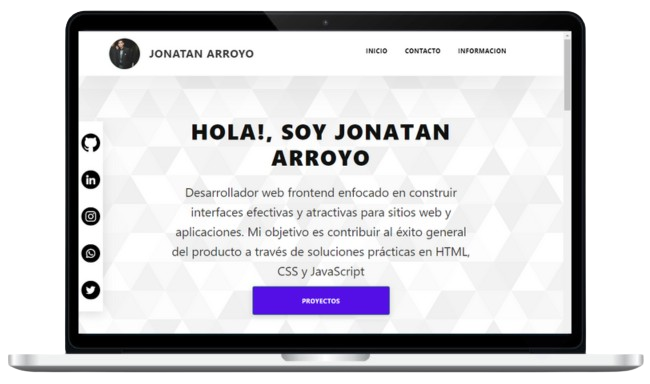 JONATAN ARROYO
INICIO CONTACTO INFORMACION
HOLA!, SOY JONATAN
ARROYO
Desarrollador web frontend enfocado en construir
interfaces efectivas y atractivas para sitios web y
aplicaciones. Mi objetivo es contribuir al éxito general
del producto a través de soluciones prácticas en HTML,
CSS y JavaScript
PROYECTOS
in